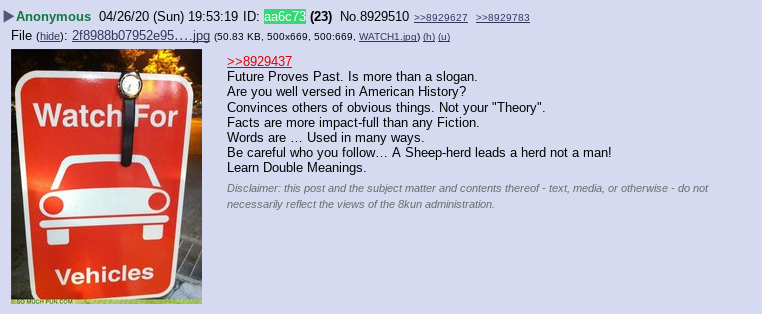 ▶Anonymous 04/26/20 (Sun) 19:53:19 ID: aa6c73 (23) No.8929510 >>8929627 >>8929783
File (hide): 2f8988b07952e95….jpg (50.83 KB, 500x669, 500:669, WATCH1.jpg) (h) (u)
>>8929437
Future Proves Past. Is more than a slogan.
Are you well versed in American History?
Convinces others of obvious things. Not your "Theory".
Facts are more impact-full than any Fiction.
Words are … Used in many ways.
Be careful who you follow… A Sheep-herd leads a herd not a man!
Learn Double Meanings.
Disclaimer: this post and the subject matter and contents thereof - text, media, or otherwise - do not
necessarily reflect the views of the 8kun administration.
Watch For
Vehicles
SO MUCH PUN.COM